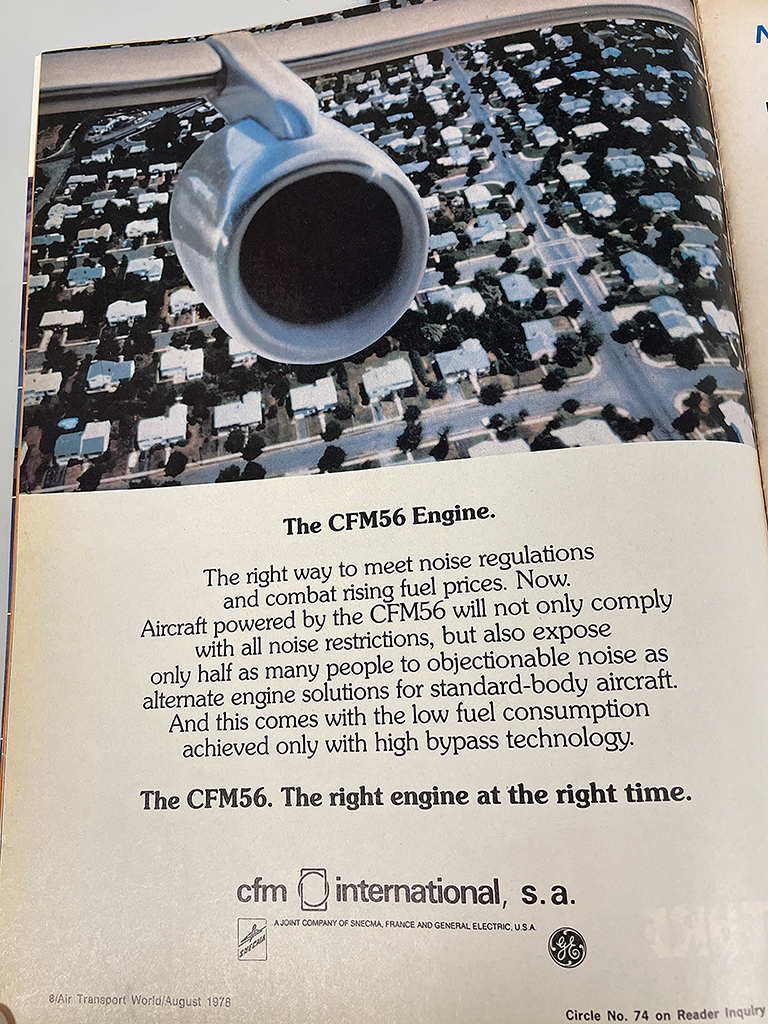 The CFM56 Engine.
The right way to meet noise regulations
and combat rising fuel prices. Now.
Aircraft powered by the CFM56 will not only comply
with all noise restrictions, but also expose
only half as many people to objectionable noise as
alternate engine solutions for standard-body aircraft.
And this comes with the low fuel consumption
achieved only with high bypass technology.
The CFM56. The right engine at the right time.
cfm international, s.a.
A JOINT COMPANY OF SNECMA, FRANCE AND GENERAL ELECTRIC, U.S.A.
SNECMA
GE
8/Air Transport World/August 1978
Circle No. 74 on Reader Inquiry